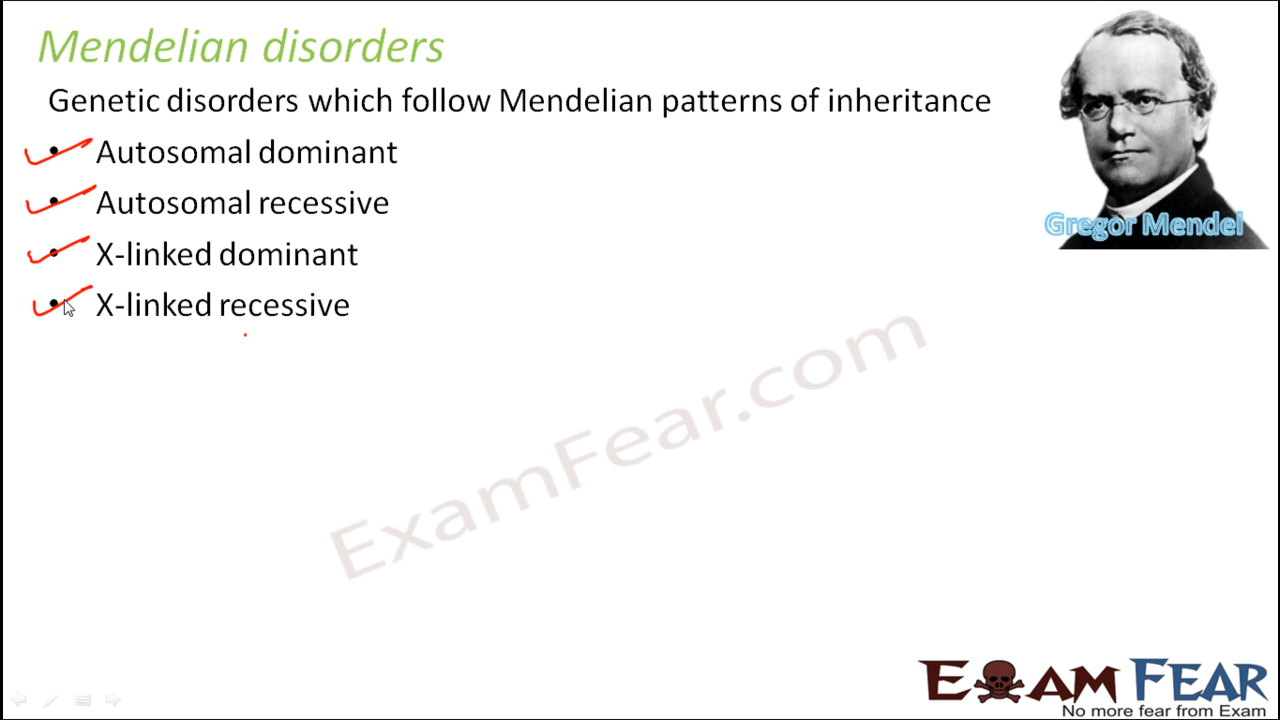 Mendelian disorders
Genetic disorders which follow Mendelian patterns of inheritance
• Autosomal dominant
• Autosomal recessive
• X-linked dominant
• X-linked recessive
Gregor Mendel
ExamFear.com
EXAM FEAR
No more fear from Exam